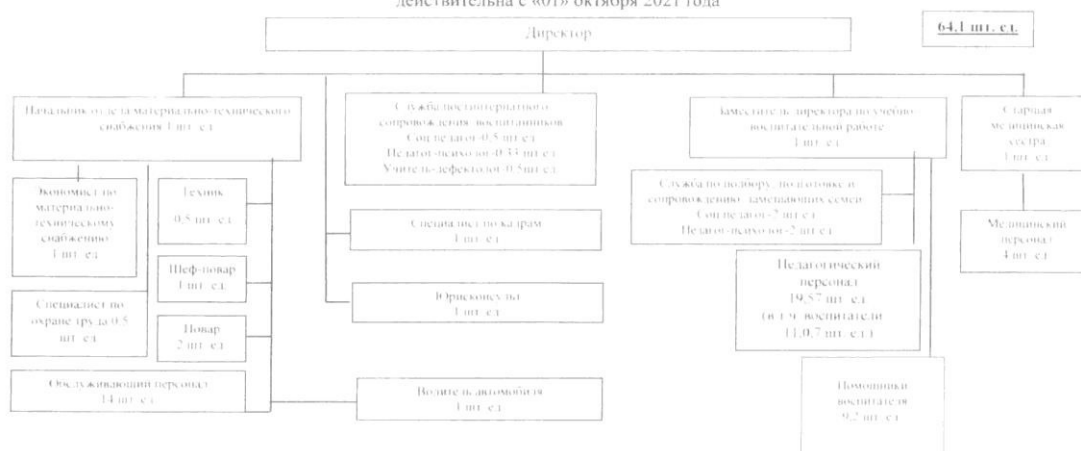 действительна с «01» октября 2021 года
Директор
64,1 шт. ед.
Начальник отдела материально-технического
снабжения 1 шт. ед
Служба постинтернатного
сопровождения воспитанников
Соц педагог-0,5 шт ед
Педагог-психолог-0,33 шт ед
Учитель-дефектолог-0,5шт ед
Заместитель директора по учебно-
воспитательной работе
1 шт. ед
Старшая
медицинская
сестра
1 шт. ед
Экономист по
материально-
техническому
снабжению
1 шт. ед
Техник
0,5 шт. ед
Служба по подбору, подготовке и
сопровождению замещающих семей
Соц педагог-2 шт ед
Педагог-психолог-2 шт ед
Специалист по кадрам
1 шт. ед
Медицинский
персонал
4 шт. ед
Шеф-повар
1 шт. ед
Педагогический
персонал
19,57 шт. ед
(в т.ч. воспитатели
11,0,7 шт. ед.)
Специалист по
охране труда 0,5
шт. ед
Юрисконсульт
1 шт. ед
Повар
2 шт. ед
Обслуживающий персонал
14 шт. ед
Водитель автомобиля
1 шт. ед
Помощники
воспитателя
9,2 шт. ед